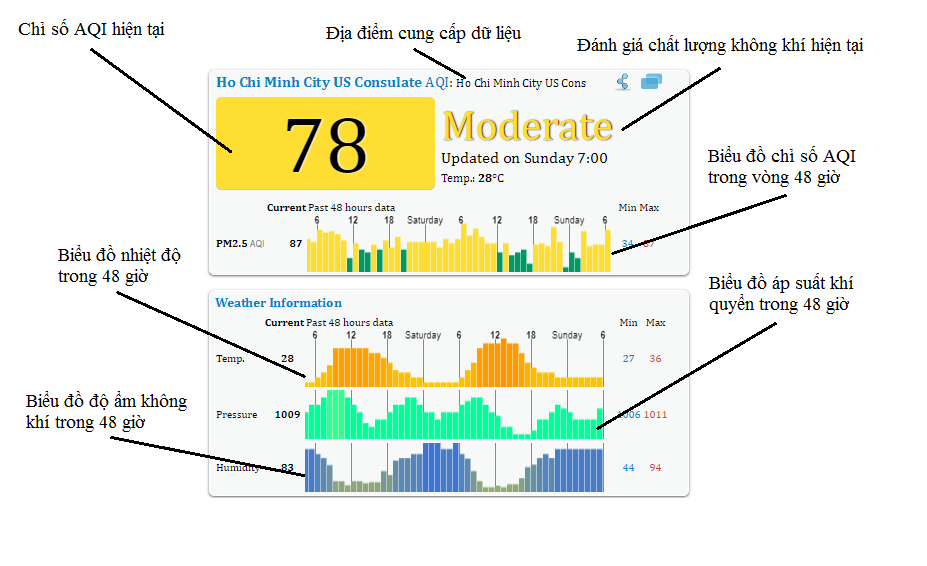 Chỉ số AQI hiện tại
Địa điểm cung cấp dữ liệu
Đánh giá chất lượng không khí hiện tại
Ho Chi Minh City US Consulate AQI: Ho Chi Minh City US Cons
78
Moderate
Updated on Sunday 7:00
Temp.: 28°C
Biểu đồ chỉ số AQI
trong vòng 48 giờ
Current Past 48 hours data
Min Max
6 12 18 Saturday 6 12 18 Sunday 6
PM2.5 AQI 87 34 87
Biểu đồ nhiệt độ
trong 48 giờ
Biểu đồ áp suất khí
quyển trong 48 giờ
Weather Information
Current Past 48 hours data
Min Max
6 12 18 Saturday 6 12 18 Sunday 6
Temp. 28 27 36
Biểu đồ độ ẩm không
khí trong 48 giờ
Pressure 1009 1006 1011
Humidity 83 44 94